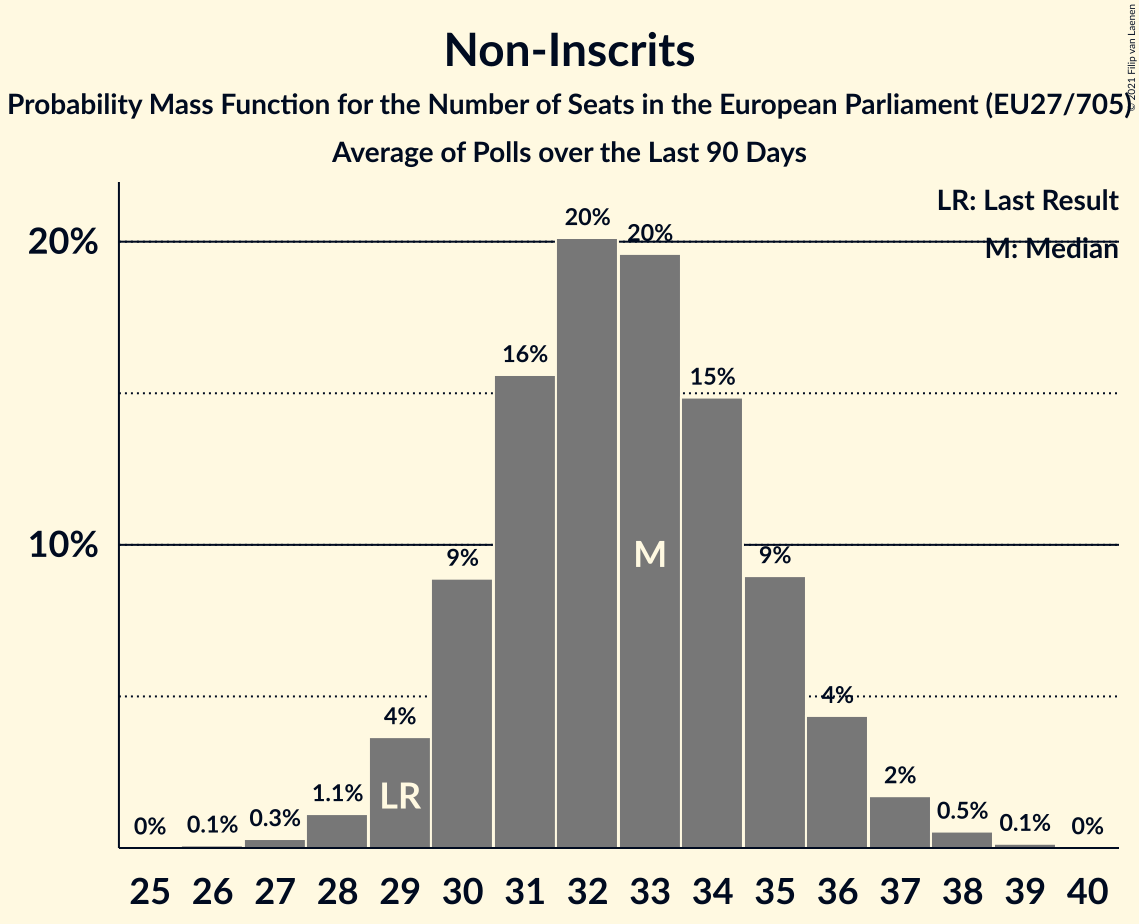 Non-Inscrits
Probability Mass Function for the Number of Seats in the European Parliament (EU27/705)
Average of Polls over the Last 90 Days
© 2021 Filip van Laenen
LR: Last Result
M: Median
20%
10%
0%
0.1%
0.3%
1.1%
4%
9%
16%
20%
20%
15%
9%
4%
2%
0.5%
0.1%
0%
LR
M
25 26 27 28 29 30 31 32 33 34 35 36 37 38 39 40